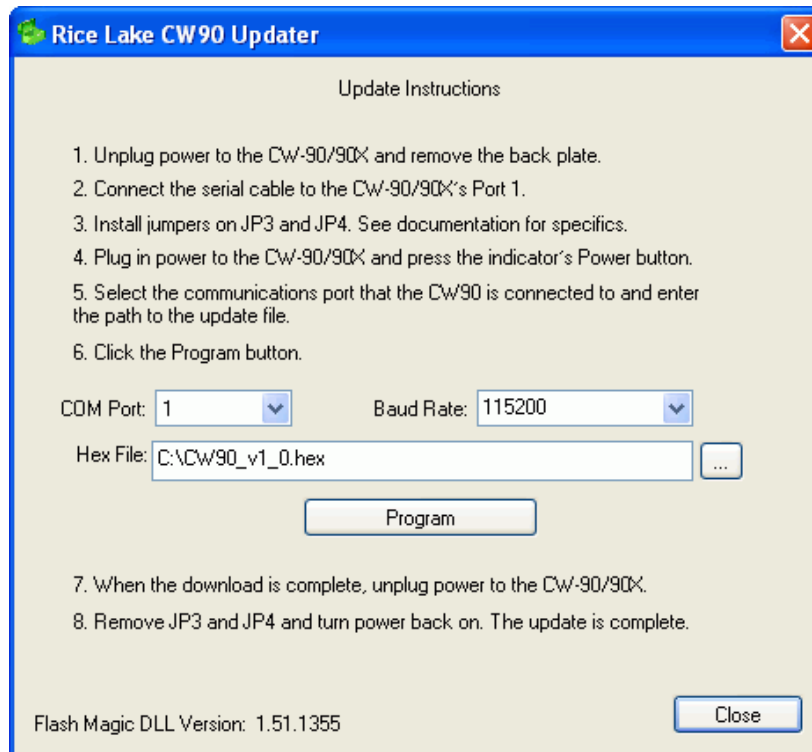 Rice Lake CW90 Updater
Update Instructions
1. Unplug power to the CW-90/90X and remove the back plate.
2. Connect the serial cable to the CW-90/90X's Port 1.
3. Install jumpers on JP3 and JP4. See documentation for specifics.
4. Plug in power to the CW-90/90X and press the indicator's Power button.
5. Select the communications port that the CW90 is connected to and enter
the path to the update file.
6. Click the Program button.
COM Port: 1 Baud Rate: 115200
Hex File: C:\CW90_v1_0.hex ...
Program
7. When the download is complete, unplug power to the CW-90/90X.
8. Remove JP3 and JP4 and turn power back on. The update is complete.
Flash Magic DLL Version: 1.51.1355
Close